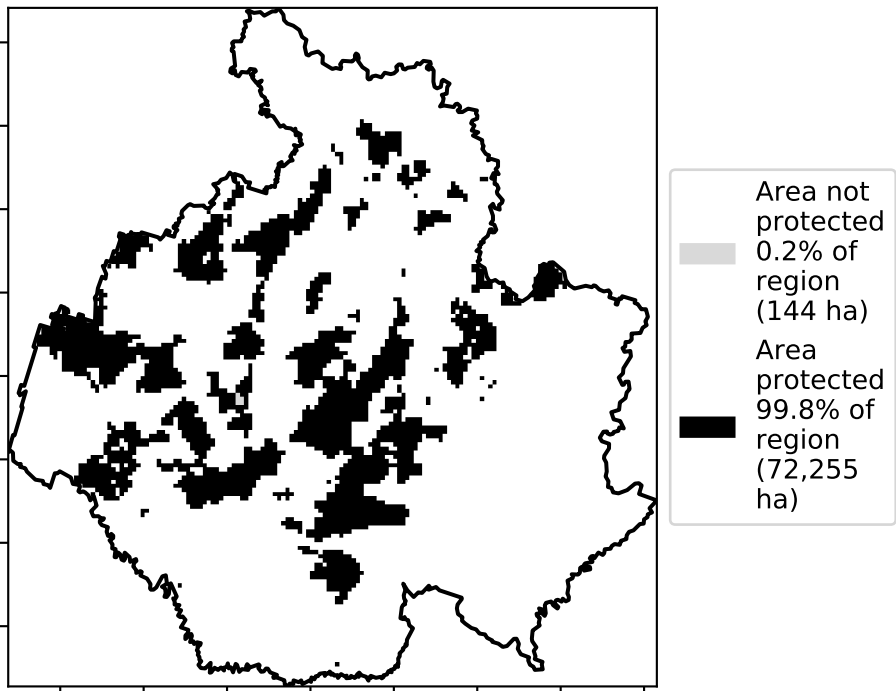 Area not
protected
0.2% of
region
(144 ha)
Area
protected
99.8% of
region
(72,255
ha)